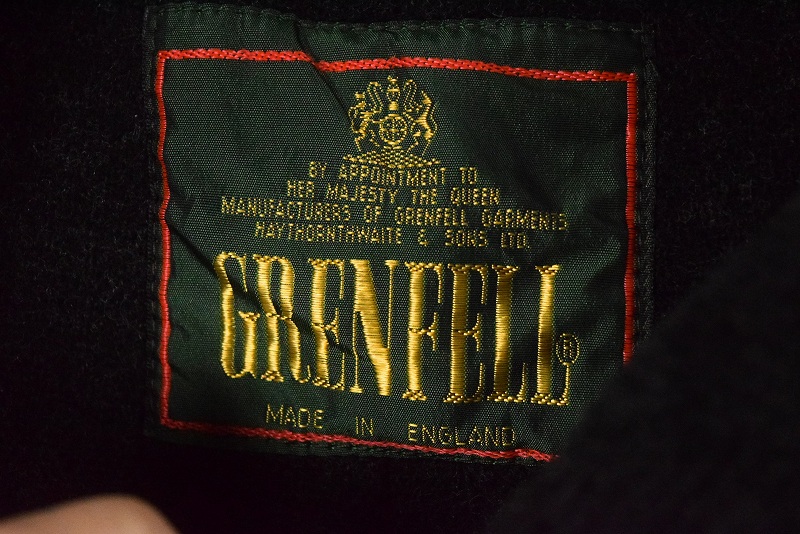 BY APPOINTMENT TO
HER MAJESTY THE QUEEN
MANUFACTURERS OF GRENFELL GARMENTS
HAYTHORNTHWAITE & SONS LTD.
GRENFELL®
MADE IN ENGLAND